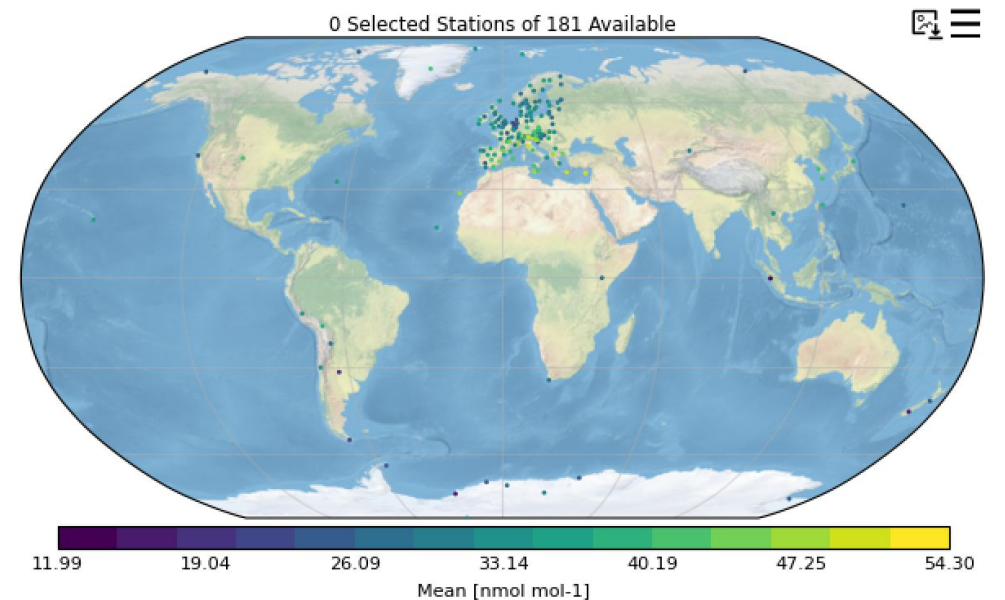 0 Selected Stations of 181 Available
11.99 19.04 26.09 33.14 40.19 47.25 54.30
Mean [nmol mol-1]